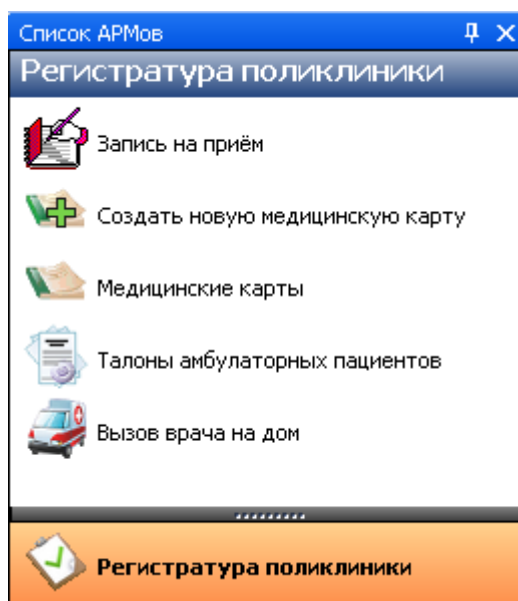 Список АРМов
Регистратура поликлиники
Запись на приём
Создать новую медицинскую карту
Медицинские карты
Талоны амбулаторных пациентов
Вызов врача на дом
Регистратура поликлиники